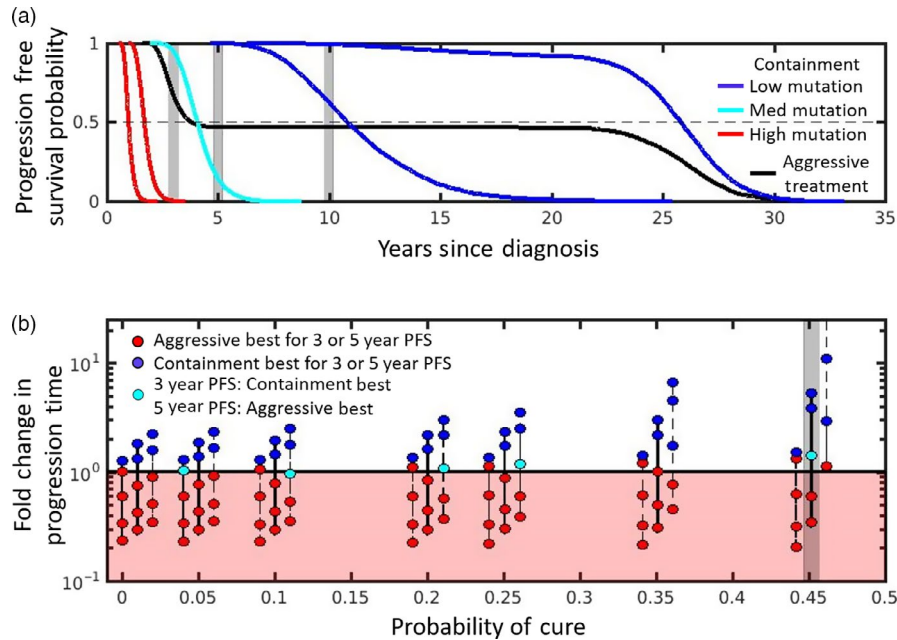 (a)
Progression free
survival probability
1
0.5
0
0
5
10
15
20
25
30
35
Years since diagnosis
Containment
Low mutation
Med mutation
High mutation
Aggressive
treatment
(b)
Fold change in
progression time
10^1
10^0
10^-1
Aggressive best for 3 or 5 year PFS
Containment best for 3 or 5 year PFS
3 year PFS: Containment best
5 year PFS: Aggressive best
0
0.05
0.1
0.15
0.2
0.25
0.3
0.35
0.4
0.45
0.5
Probability of cure